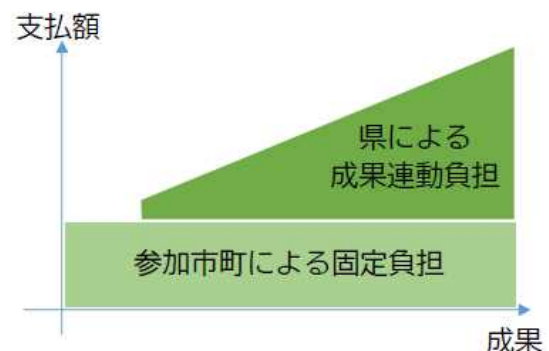 支払額
県による
成果連動負担
参加市町による固定負担
成果